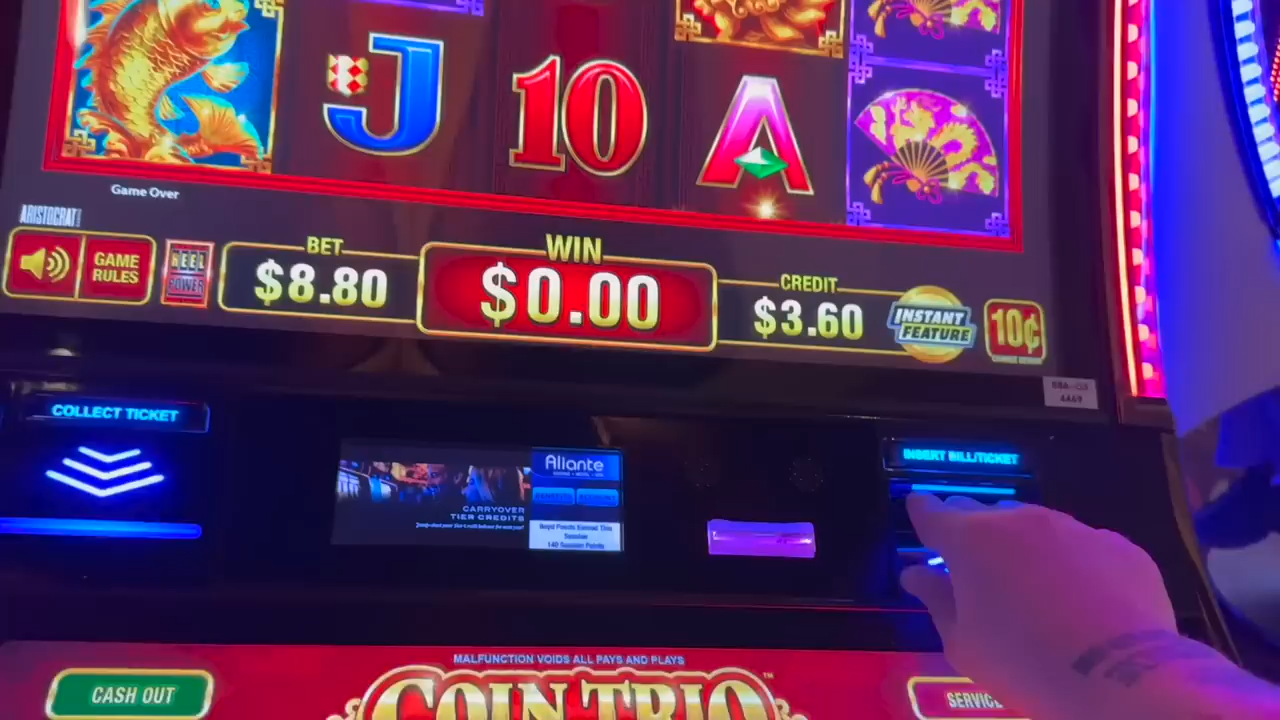 J
10
A
Game Over
ARISTOCRAT
GAME
RULES
REEL
POWER
BET
$8.80
WIN
$0.00
CREDIT
$3.60
INSTANT
FEATURE
10¢
COLLECT TICKET
INSERT BILL/TICKET
Aliante
CARRYOVER
TIER CREDITS
Boyd Points Earned This
Session
140 Session Points
MALFUNCTION VOIDS ALL PAYS AND PLAYS
CASH OUT
COIN TRIO™
SERVICE